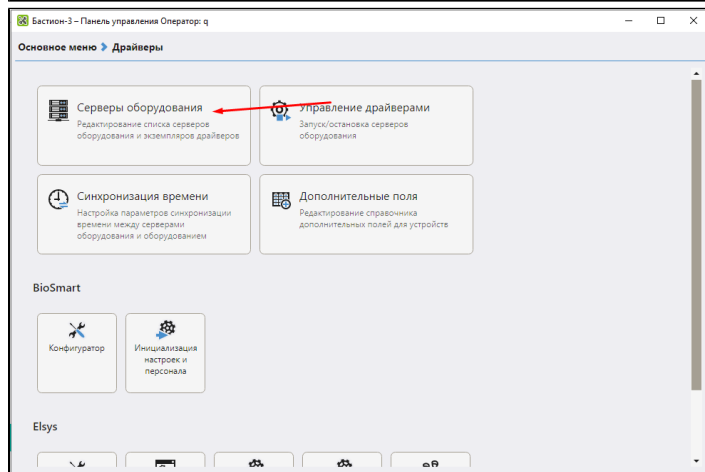 Бастион-3 – Панель управления Оператор: q
Основное меню Драйверы
Серверы оборудования
Редактирование списка серверов
оборудования и экземпляров драйверов
Управление драйверами
Запуск/остановка серверов
оборудования
Синхронизация времени
Настройка параметров синхронизации
времени между серверами
оборудования и оборудованием
Дополнительные поля
Редактирование справочника
дополнительных полей для устройств
BioSmart
Конфигуратор
Инициализация
настроек и
персонала
Elsys